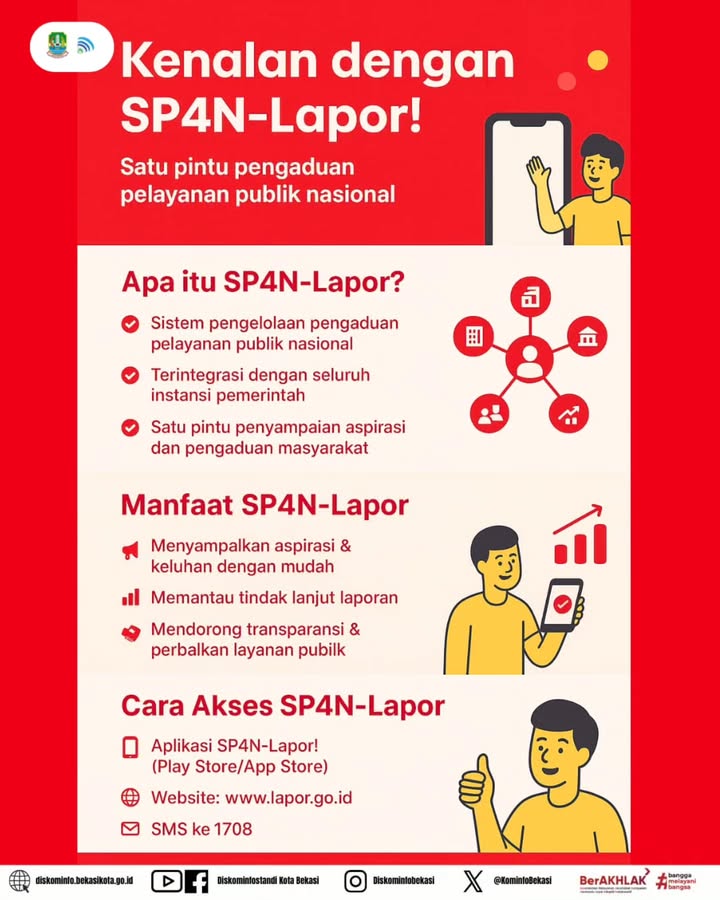 Kenalan dengan
SP4N-Lapor!
Satu pintu pengaduan
pelayanan publik nasional
Apa itu SP4N-Lapor?
Sistem pengelolaan pengaduan
pelayanan publik nasional
Terintegrasi dengan seluruh
instansi pemerintah
Satu pintu penyampaian aspirasi
dan pengaduan masyarakat
Manfaat SP4N-Lapor
Menyampalkan aspirasi &
keluhan dengan mudah
Memantau tindak lanjut laporan
Mendorong transparansi &
perbalkan layanan pubilk
Cara Akses SP4N-Lapor
Aplikasi SP4N-Lapor!
(Play Store/App Store)
Website: www.lapor.go.id
SMS ke 1708
diskominfo.bekasikota.go.id
Diskominfostandi Kota Bekasi
Diskominfobekasi
@KominfoBekasi
BerAKHLAK
#bangga
melayani
bangsa